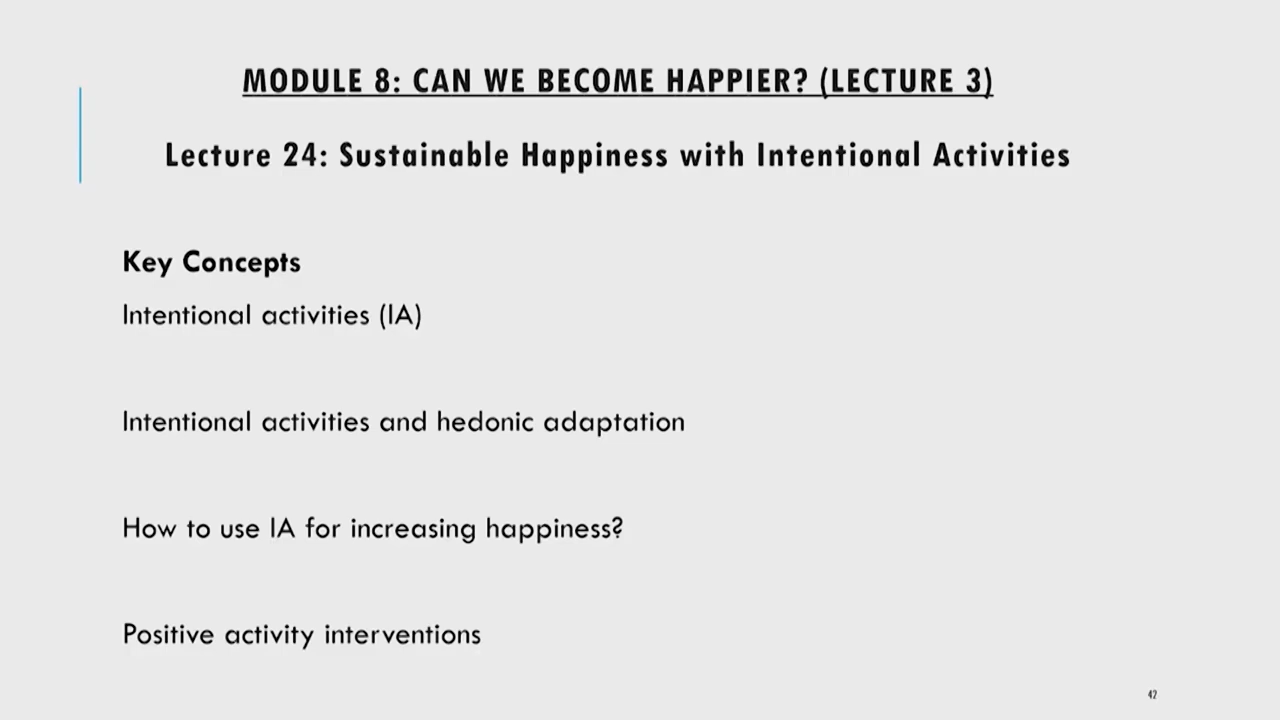 MODULE 8: CAN WE BECOME HAPPIER? (LECTURE 3)
Lecture 24: Sustainable Happiness with Intentional Activities
Key Concepts
Intentional activities (IA)
Intentional activities and hedonic adaptation
How to use IA for increasing happiness?
Positive activity interventions
42